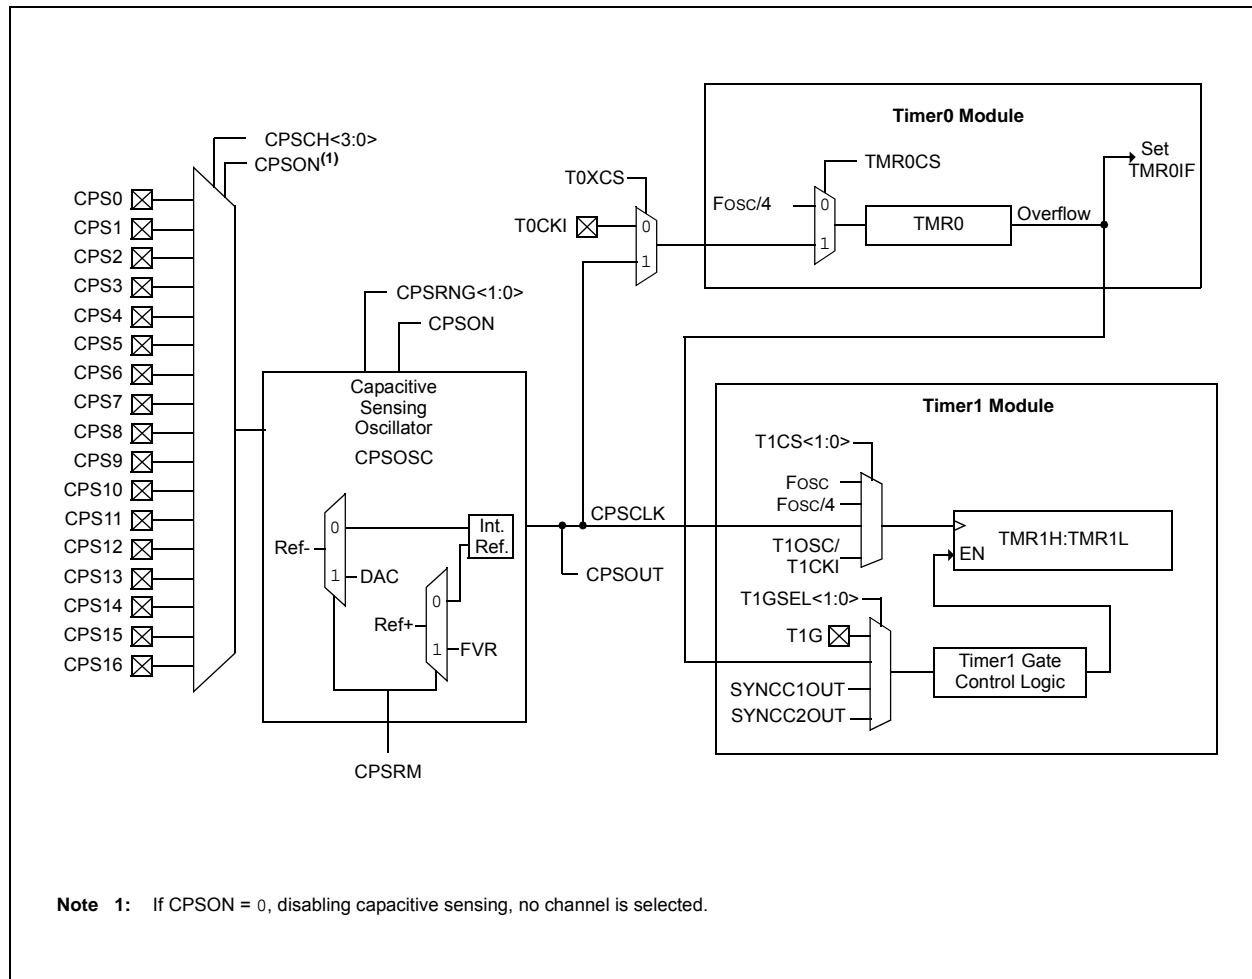 CPSCH<3:0>
CPSON(1)
CPS0
CPS1
CPS2
CPS3
CPS4
CPS5
CPS6
CPS7
CPS8
CPS9
CPS10
CPS11
CPS12
CPS13
CPS14
CPS15
CPS16
CPSRNG<1:0>
CPSON
Capacitive
Sensing
Oscillator
CPSOSC
0
Ref-
1
DAC
Int.
Ref.
0
Ref+
1
FVR
CPSRM
CPSCLK
CPSOUT
T0XCS
T0CKI
0
1
Timer0 Module
TMR0CS
FOSC/4
0
1
TMR0
Overflow
Set
TMR0IF
Timer1 Module
T1CS<1:0>
FOSC
FOSC/4
T1OSC/
T1CKI
EN
TMR1H:TMR1L
T1GSEL<1:0>
T1G
SYNCC1OUT
SYNCC2OUT
Timer1 Gate
Control Logic
Note 1: If CPSON = 0, disabling capacitive sensing, no channel is selected.